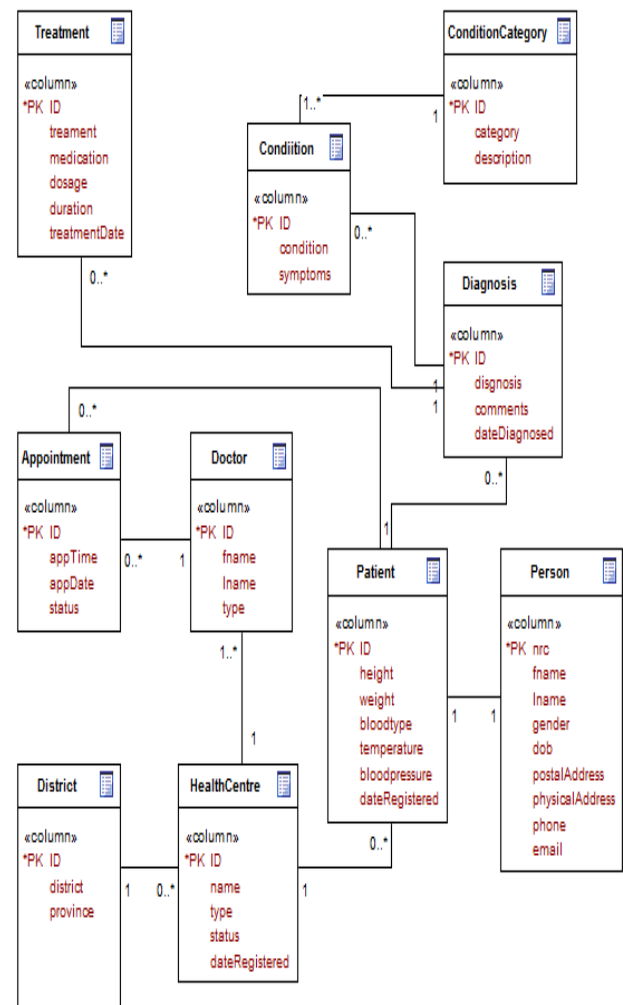 Treatment
«column»
*PK ID
treament
medication
dosage
duration
treatmentDate
0..*
ConditionCategory
«column»
*PK ID
category
description
1..*
1
Condiition
«column»
*PK ID
condition
symptoms
0..*
Diagnosis
«column»
*PK ID
disgnosis
comments
dateDiagnosed
1
1
0..*
0..*
Appointment
«column»
*PK ID
appTime
appDate
status
0..*
1
Doctor
«column»
*PK ID
fname
lname
type
1..*
1
1
Patient
«column»
*PK ID
height
weight
bloodtype
temperature
bloodpressure
dateRegistered
0..*
1
1
Person
«column»
*PK nrc
fname
lname
gender
dob
postalAddress
physicalAddress
phone
email
District
«column»
*PK ID
district
province
1
0..*
HealthCentre
«column»
*PK ID
name
type
status
dateRegistered
1